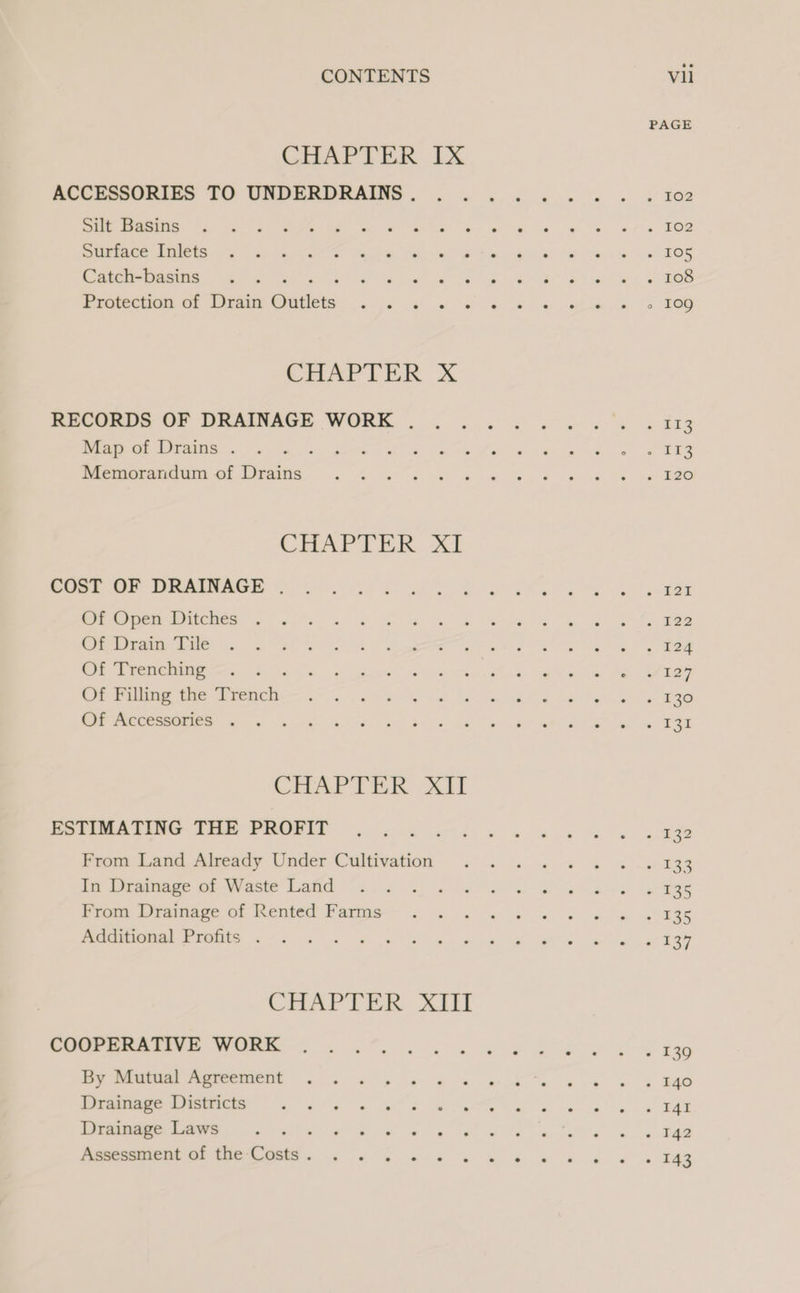 CONTENTS vii
PAGE
CHAPTER IX
ACCESSORIES TO UNDERDRAINS . . . . . . . . . . . 102
Silt Basins . . . . . . . . . . . . . . . . . . 102
Surface Inlets . . . . . . . . . . . . . . . . . 105
Catch-basins . . . . . . . . . . . . . . . . . . 108
Protection of Drain Outlets . . . . . . . . . . . . 109
CHAPTER X
RECORDS OF DRAINAGE WORK . . . . . . . . . . . . 113
Map of Drains . . . . . . . . . . . . . . . . . . 113
Memorandum of Drains . . . . . . . . . . . . . . 120
CHAPTER XI
COST OF DRAINAGE . . . . . . . . . . . . . . . . 121
Of Open Ditches . . . . . . . . . . . . . . . . . 122
Of Drain Tile . . . . . . . . . . . . . . . . . . 124
Of Trenching . . . . . . . . . . . . . . . . . . 127
Of Filling the Trench . . . . . . . . . . . . . . 130
Of Accessories . . . . . . . . . . . . . . . . . 131
CHAPTER XII
ESTIMATING THE PROFIT . . . . . . . . . . . . . . 132
From Land Already Under Cultivation . . . . . . . . 133
In Drainage of Waste Land . . . . . . . . . . . . 135
From Drainage of Rented Farms . . . . . . . . . . 135
Additional Profits . . . . . . . . . . . . . . . . 137
CHAPTER XIII
COOPERATIVE WORK . . . . . . . . . . . . . . . . 139
By Mutual Agreement . . . . . . . . . . . . . . . 140
Drainage Districts . . . . . . . . . . . . . . . . 141
Drainage Laws . . . . . . . . . . . . . . . . . . 142
Assessment of the Costs . . . . . . . . . . . . . 143